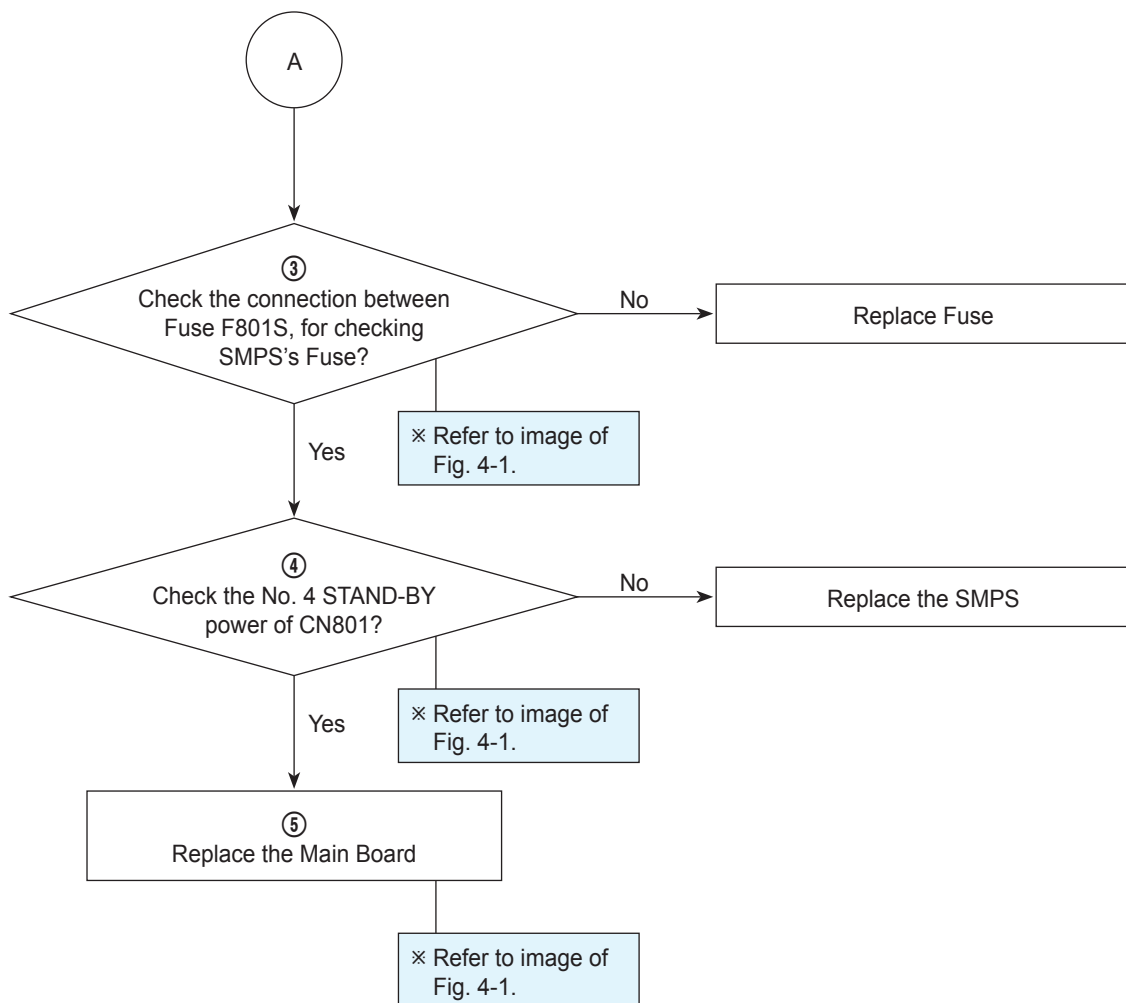 A
③
Check the connection between
Fuse F801S, for checking
SMPS’s Fuse?
No
Replace Fuse
※ Refer to image of
Fig. 4-1.
Yes
④
Check the No. 4 STAND-BY
power of CN801?
No
Replace the SMPS
※ Refer to image of
Fig. 4-1.
Yes
⑤
Replace the Main Board
※ Refer to image of
Fig. 4-1.